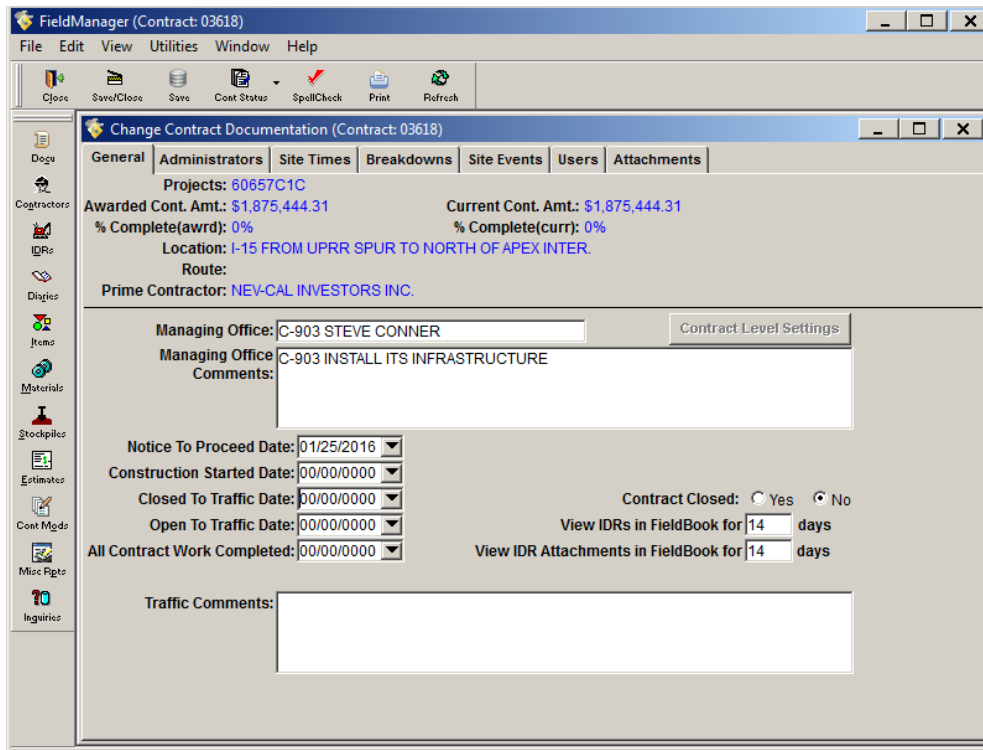 FieldManager (Contract: 03618)
File Edit View Utilities Window Help
Close Save/Close Save Cont Status SpellCheck Print Refresh
Docu
Contractors
IDRs
Diaries
Items
Materials
Stockpiles
Estimates
Cont Mods
Misc Rpts
Inquiries
Change Contract Documentation (Contract: 03618)
General Administrators Site Times Breakdowns Site Events Users Attachments
Projects: 60657C1C
Awarded Cont. Amt.: $1,875,444.31 Current Cont. Amt.: $1,875,444.31
% Complete(awrd): 0% % Complete(curr): 0%
Location: I-15 FROM UPRR SPUR TO NORTH OF APEX INTER.
Route:
Prime Contractor: NEV-CAL INVESTORS INC.
Managing Office: C-903 STEVE CONNER Contract Level Settings
Managing Office C-903 INSTALL ITS INFRASTRUCTURE
Comments:
Notice To Proceed Date: 01/25/2016
Construction Started Date: 00/00/0000
Closed To Traffic Date: 00/00/0000 Contract Closed: Yes No
Open To Traffic Date: 00/00/0000 View IDRs in FieldBook for 14 days
All Contract Work Completed: 00/00/0000 View IDR Attachments in FieldBook for 14 days
Traffic Comments: